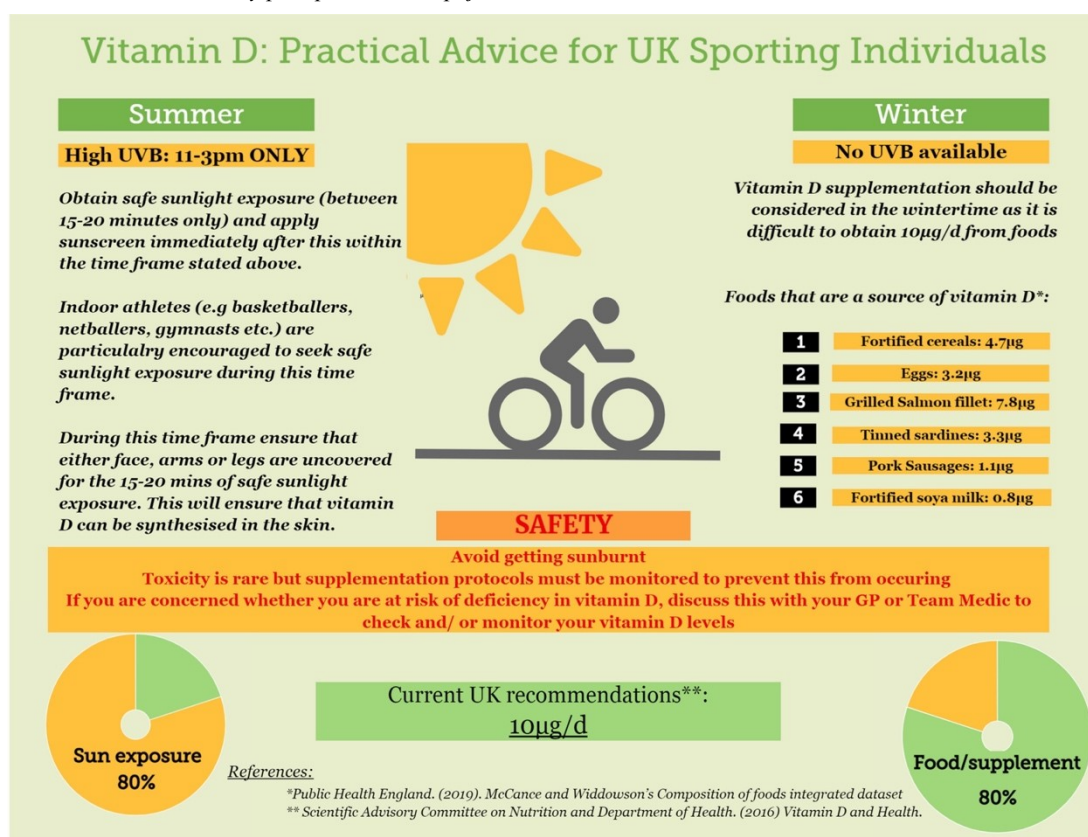 Vitamin D: Practical Advice for UK Sporting Individuals
Summer
High UVB: 11-3pm ONLY
Obtain safe sunlight exposure (between
15-20 minutes only) and apply
sunscreen immediately after this within
the time frame stated above.
Indoor athletes (e.g basketballers,
netballers, gymnasts etc.) are
particulalry encouraged to seek safe
sunlight exposure during this time
frame.
During this time frame ensure that
either face, arms or legs are uncovered
for the 15-20 mins of safe sunlight
exposure. This will ensure that vitamin
D can be synthesised in the skin.
Winter
No UVB available
Vitamin D supplementation should be
considered in the wintertime as it is
difficult to obtain 10µg/d from foods
Foods that are a source of vitamin D*:
1 Fortified cereals: 4.7µg
2 Eggs: 3.2µg
3 Grilled Salmon fillet: 7.8µg
4 Tinned sardines: 3.3µg
5 Pork Sausages: 1.1µg
6 Fortified soya milk: 0.8µg
SAFETY
Avoid getting sunburnt
Toxicity is rare but supplementation protocols must be monitored to prevent this from occuring
If you are concerned whether you are at risk of deficiency in vitamin D, discuss this with your GP or Team Medic to
check and/ or monitor your vitamin D levels
Sun exposure
80%
Current UK recommendations**:
10µg/d
Food/supplement
80%
References:
*Public Health England. (2019). McCance and Widdowson's Composition of foods integrated dataset
** Scientific Advisory Committee on Nutrition and Department of Health. (2016) Vitamin D and Health.